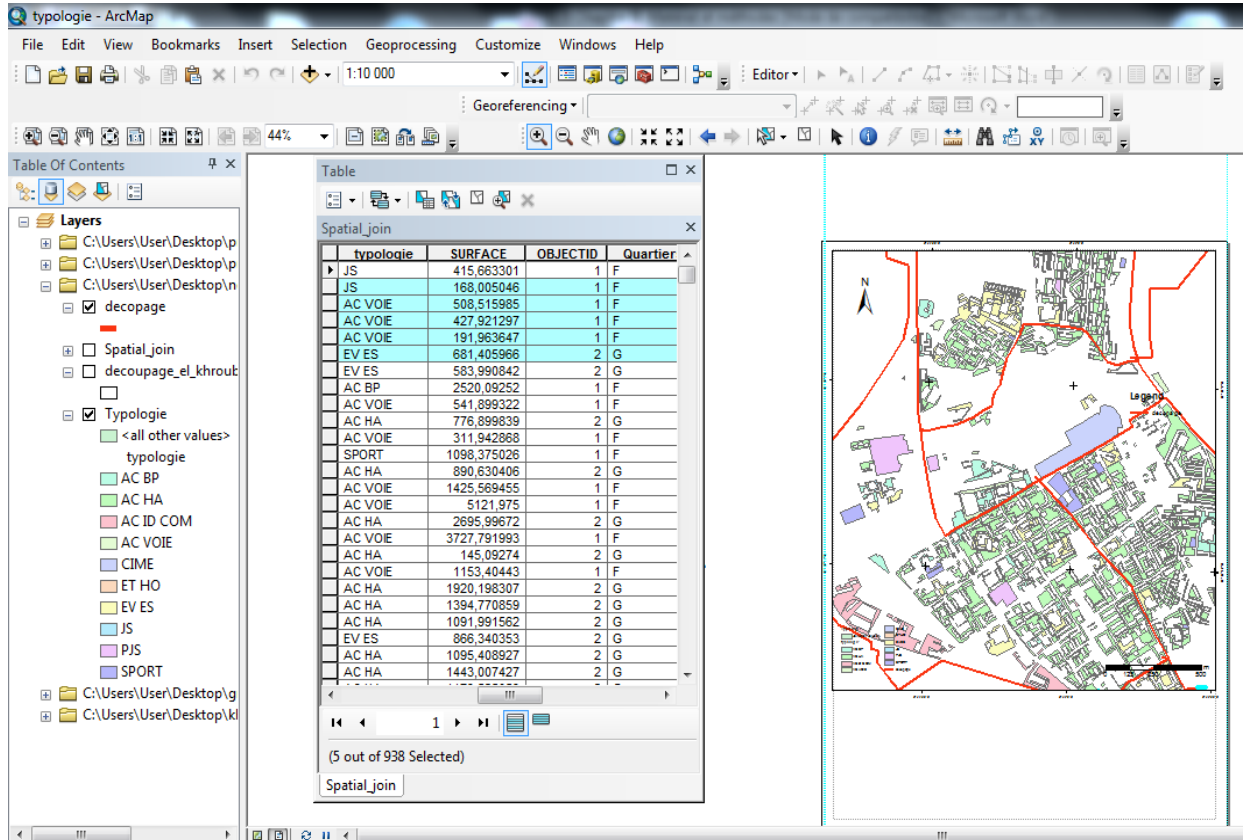 typologie - ArcMap
File Edit View Bookmarks Insert Selection Geoprocessing Customize Windows Help
1:10 000 Editor
Georeferencing
44%
Table Of Contents
Layers
C:\Users\User\Desktop\p
C:\Users\User\Desktop\p
C:\Users\User\Desktop\n
decopage
Spatial_join
decoupage_el_khroub
Typologie
<all other values>
typologie
AC BP
AC HA
AC ID COM
AC VOIE
CIME
ET HO
EV ES
JS
PJS
SPORT
C:\Users\User\Desktop\g
C:\Users\User\Desktop\kl
Table
Spatial_join
typologie SURFACE OBJECTID Quartier
JS 415,663301 1 F
JS 168,005046 1 F
AC VOIE 508,515985 1 F
AC VOIE 427,921297 1 F
AC VOIE 191,963647 1 F
EV ES 681,405966 2 G
EV ES 583,990842 2 G
AC BP 2520,09252 1 F
AC VOIE 541,899322 1 F
AC HA 776,899839 2 G
AC VOIE 311,942868 1 F
SPORT 1098,375026 1 F
AC HA 890,630406 2 G
AC VOIE 1425,569455 1 F
AC VOIE 5121,975 1 F
AC HA 2695,99672 2 G
AC VOIE 3727,791993 1 F
AC HA 145,09274 2 G
AC VOIE 1153,40443 1 F
AC HA 1920,198307 2 G
AC HA 1394,770859 2 G
AC HA 1091,991562 2 G
EV ES 866,340353 2 G
AC HA 1095,408927 2 G
AC HA 1443,007427 2 G
1
(5 out of 938 Selected)
Spatial_join
N
Legend
decopage